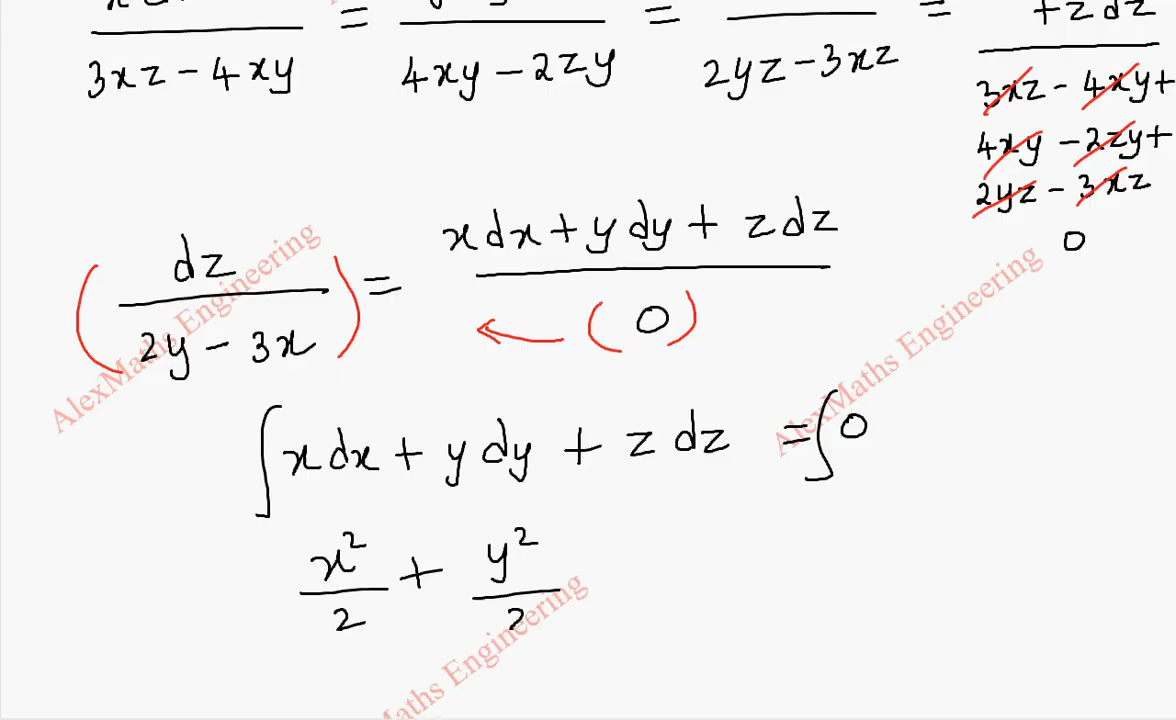 = = = +zdz
3xz - 4xy 4xy - 2zy 2yz - 3xz 3xz - 4xy+
4xy - 2zy+
2yz - 3xz
0
(dz / 2y - 3x) = xdx + ydy + zdz / (0)
∫xdx + ydy + zdz = ∫0
x²/2 + y²/2
AlexMaths Engineering
AlexMaths Engineering
AlexMaths Engineering